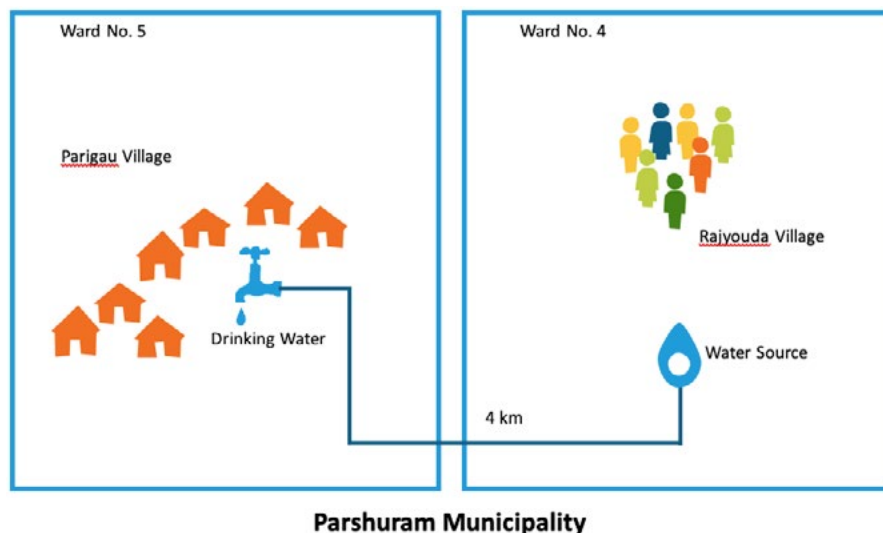 Ward No. 5
Ward No. 4
Parigau Village
Rajyouda Village
Drinking Water
Water Source
4 km
Parshuram Municipality